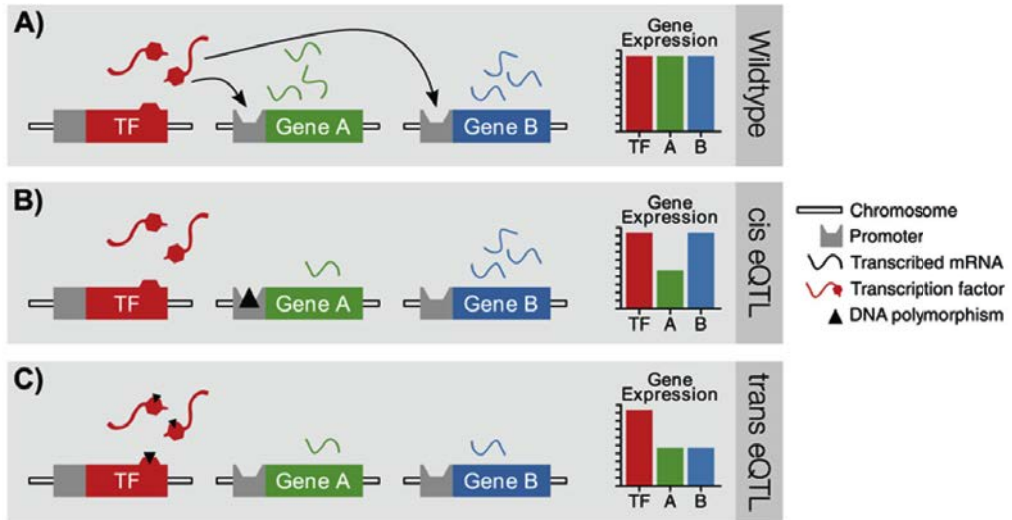 A)
Gene
Expression
TF
Gene A
Gene B
TF A B
Wildtype
B)
Gene
Expression
TF
Gene A
Gene B
TF A B
cis eQTL
Chromosome
Promoter
Transcribed mRNA
Transcription factor
DNA polymorphism
C)
Gene
Expression
TF
Gene A
Gene B
TF A B
trans eQTL